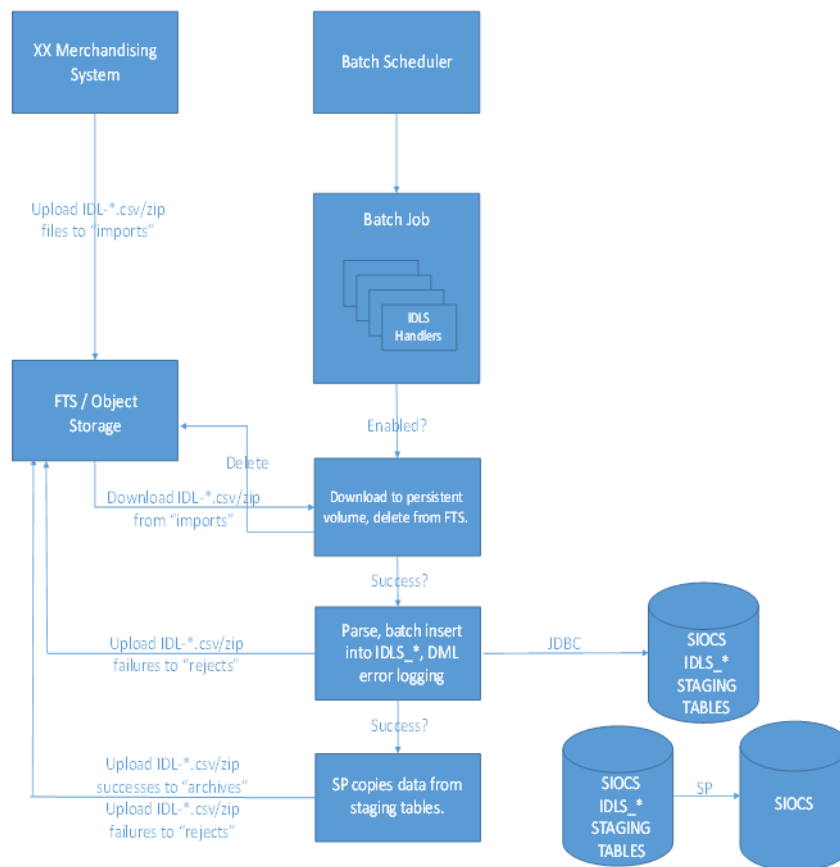 XX Merchandising
System
Batch Scheduler
Upload IDL-*.csv/zip
files to “imports”
Batch Job
IDLS
Handlers
FTS / Object
Storage
Enabled?
Delete
Download IDL-*.csv/zip
from “imports”
Download to persistent
volume, delete from FTS.
Success?
Upload IDL-*.csv/zip
failures to “rejects”
Parse, batch insert
into IDLS_*, DML
error logging
JDBC
SIOCS
IDLS_*
STAGING
TABLES
Success?
Upload IDL-*.csv/zip
successes to “archives”
Upload IDL-*.csv/zip
failures to “rejects”
SP copies data from
staging tables.
SIOCS
IDLS_*
STAGING
TABLES
SP
SIOCS